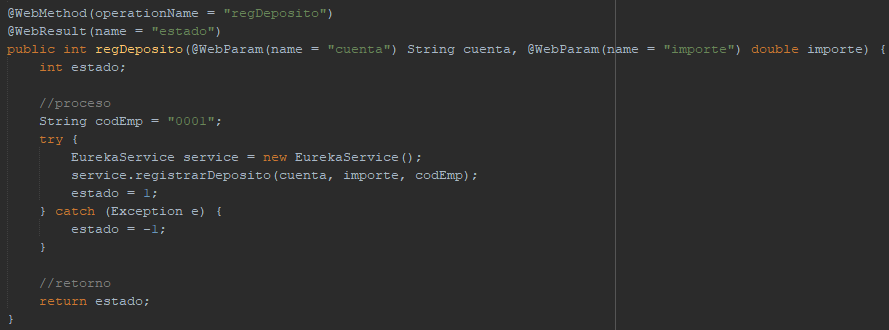 @WebMethod(operationName = "regDeposito")
@WebResult(name = "estado")
public int regDeposito(@WebParam(name = "cuenta") String cuenta, @WebParam(name = "importe") double importe) {
    int estado;

    //proceso
    String codEmp = "0001";
    try {
        EurekaService service = new EurekaService();
        service.registrarDeposito(cuenta, importe, codEmp);
        estado = 1;
    } catch (Exception e) {
        estado = -1;
    }

    //retorno
    return estado;
}